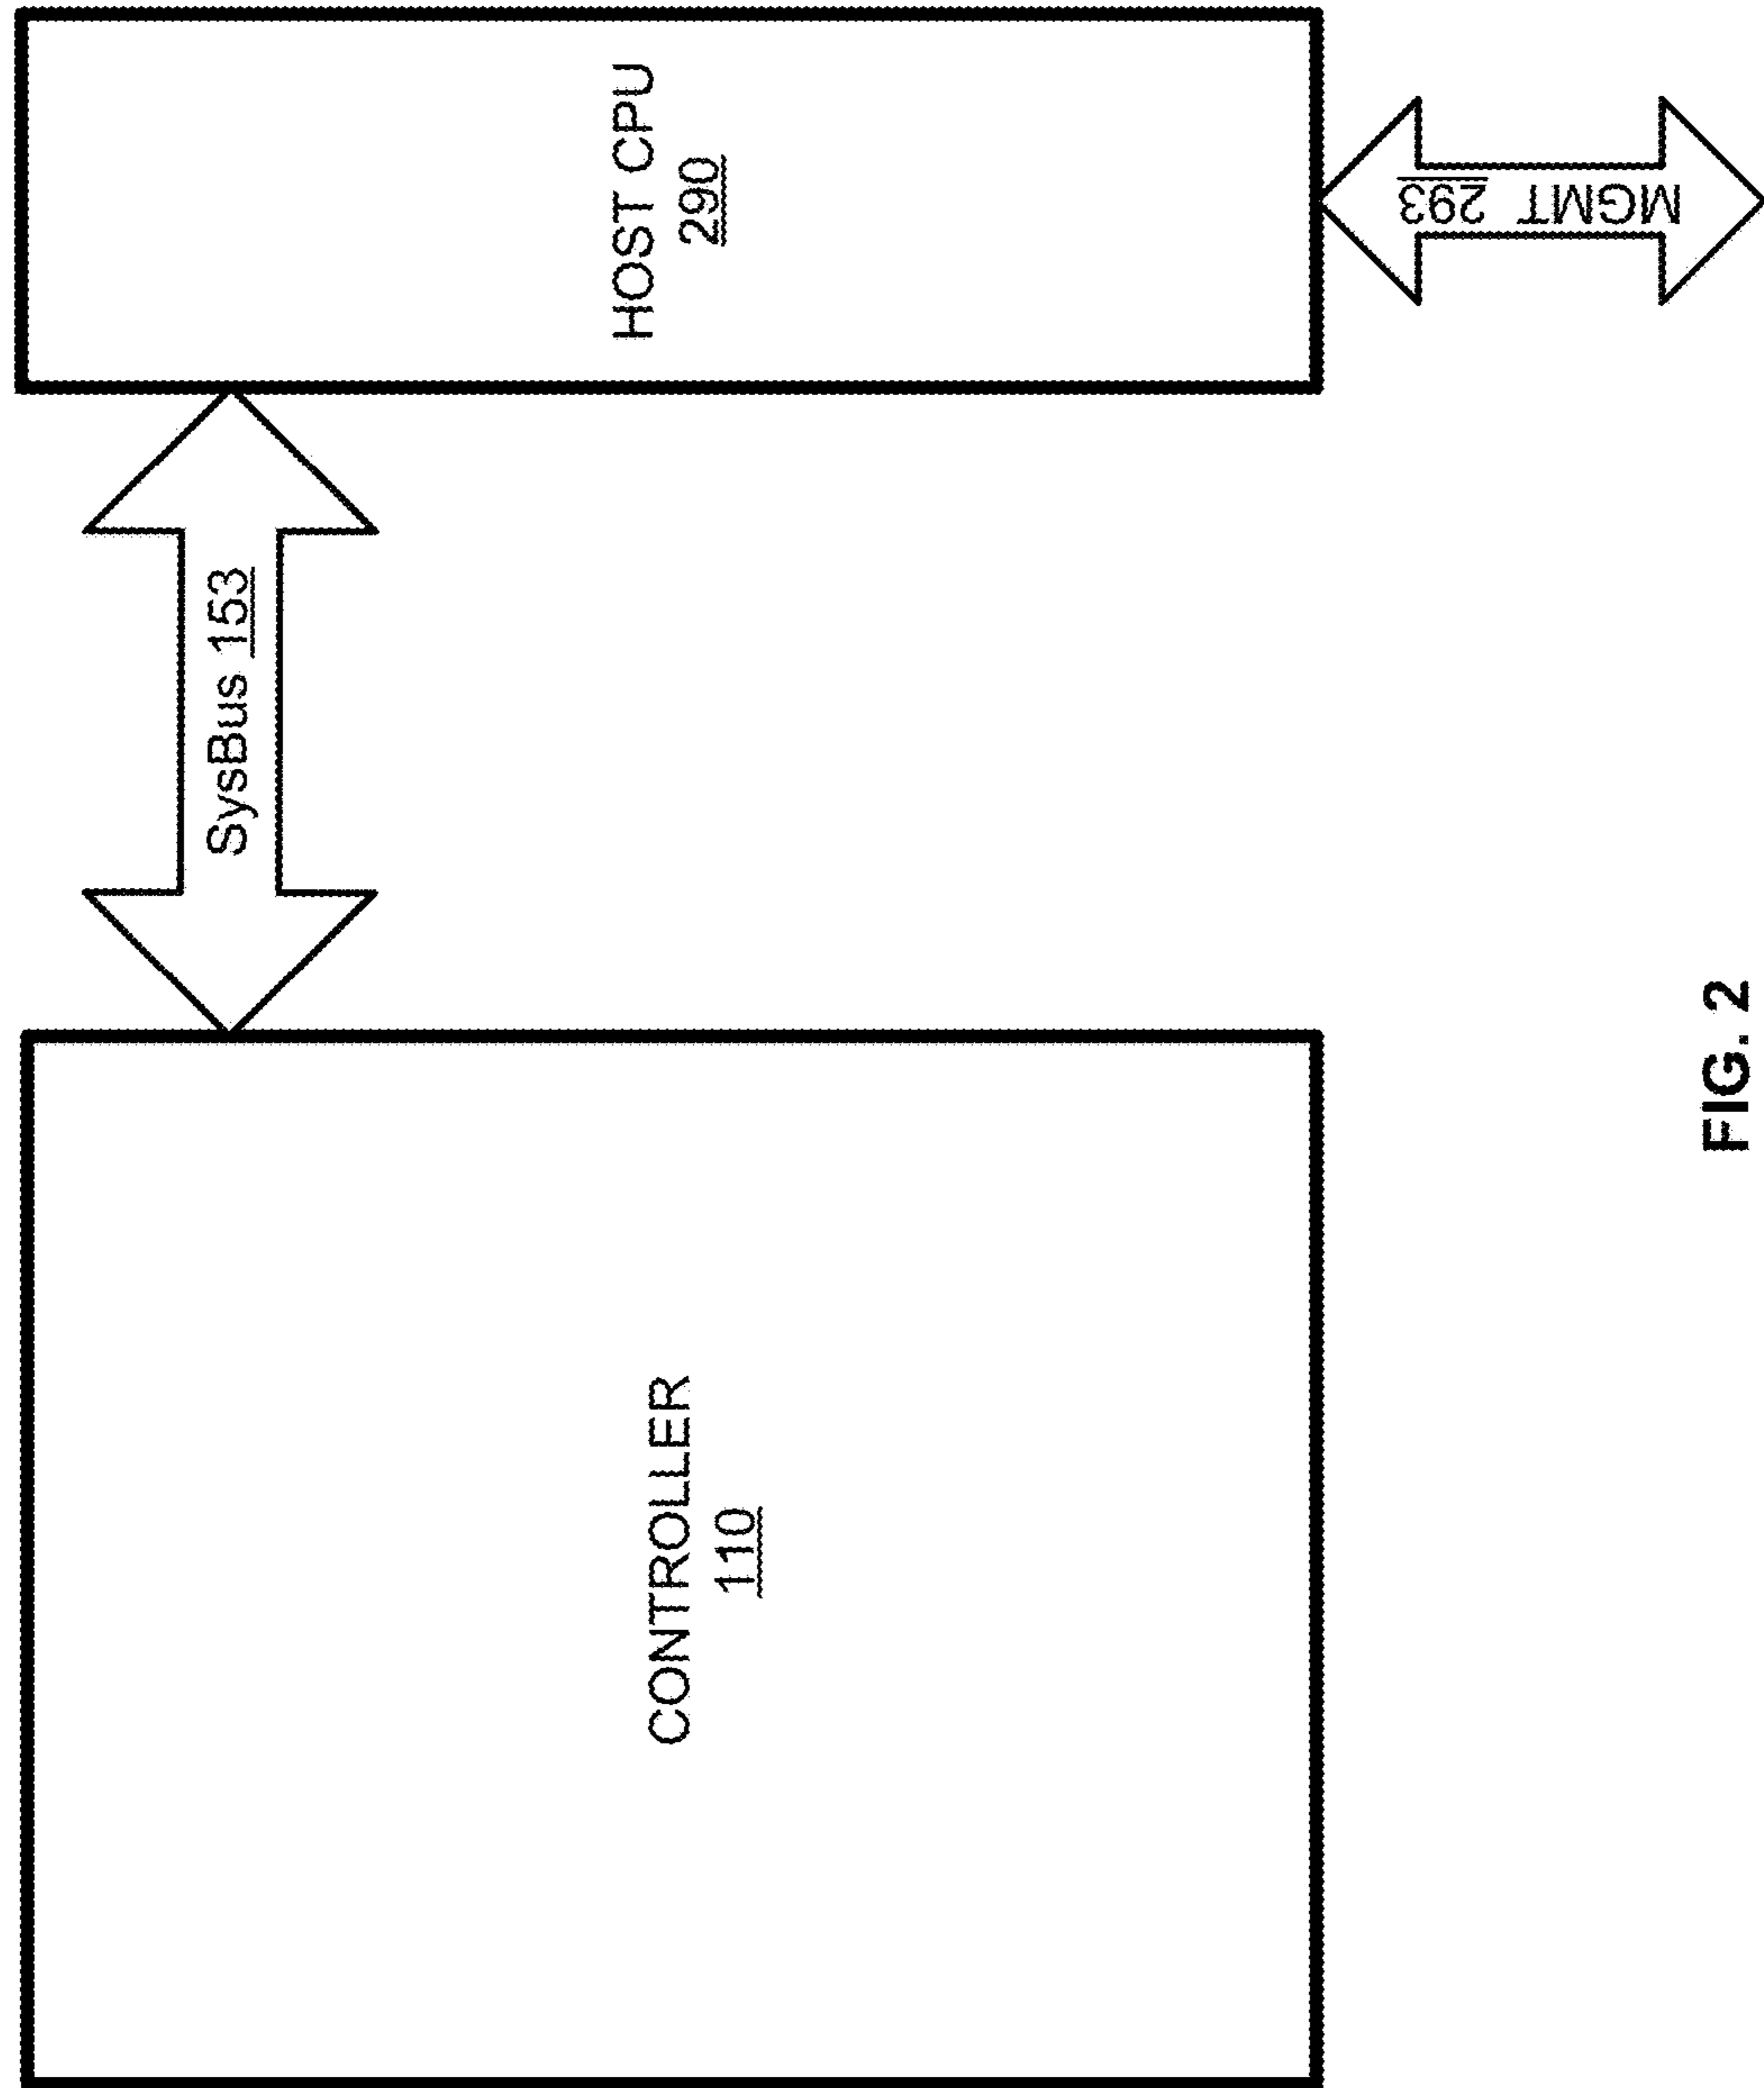 CONTROLLER
110
SysBus 153
HOST CPU
290
MGMT 293
FIG. 2